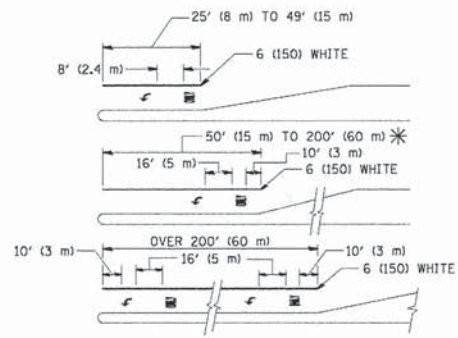 25' (8 m) TO 49' (15 m)
6 (150) WHITE
8' (2.4 m)
50' (15 m) TO 200' (60 m) ✳
16' (5 m)
10' (3 m)
6 (150) WHITE
OVER 200' (60 m)
10' (3 m)
16' (5 m)
10' (3 m)
6 (150) WHITE